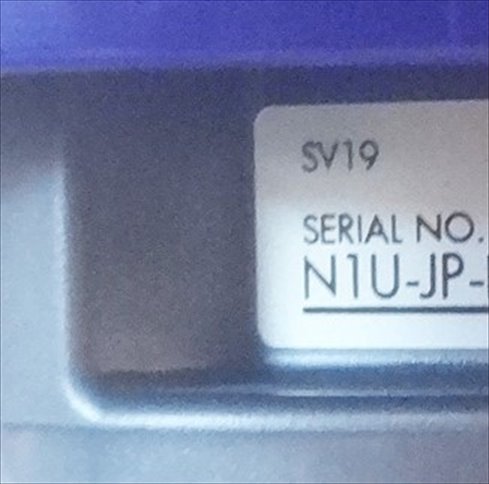 SV19
SERIAL NO.
N1U-JP-